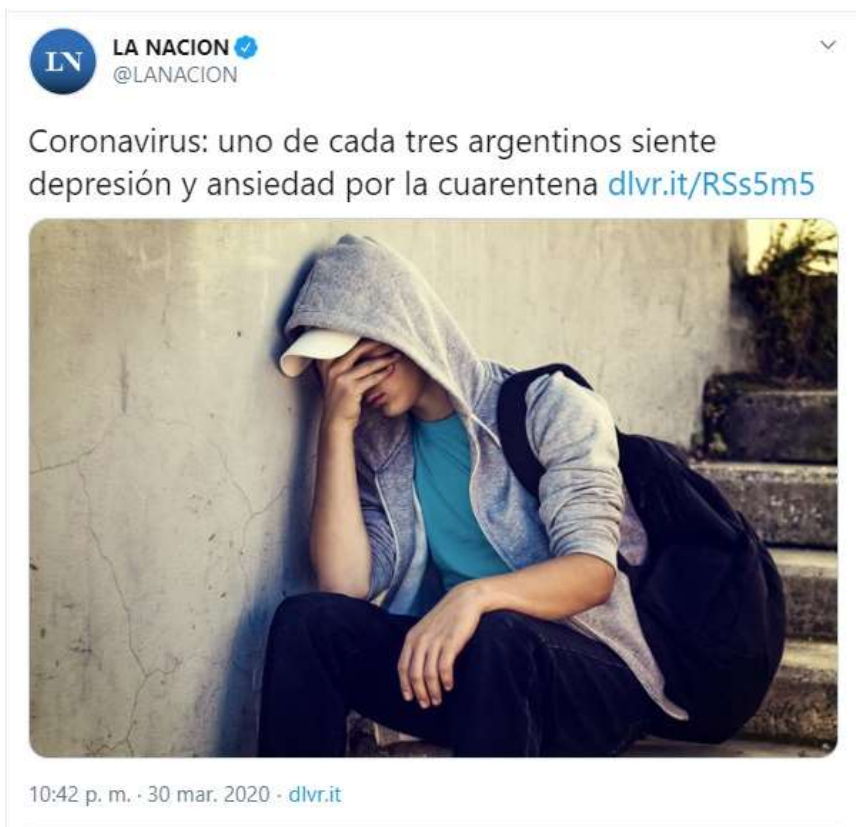 LN
LA NACION
@LANACION
Coronavirus: uno de cada tres argentinos siente
depresión y ansiedad por la cuarentena dlvr.it/RSs5m5
10:42 p. m. · 30 mar. 2020 · dlvr.it